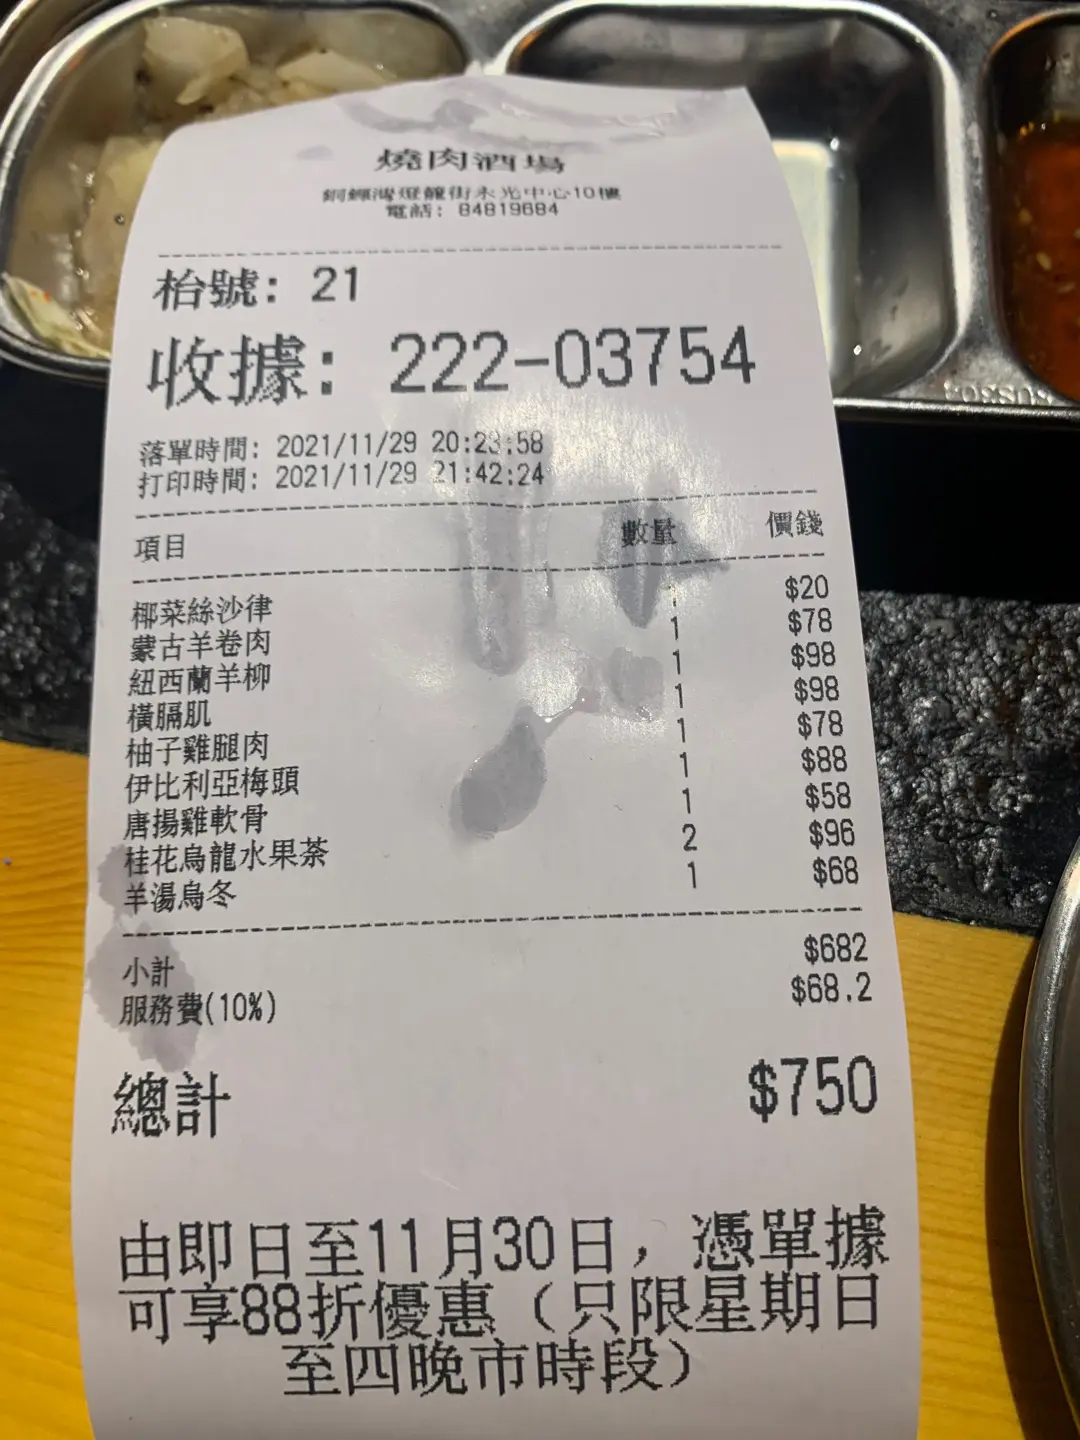 燒肉酒場
銅鑼灣燈籠街永光中心10樓
電話: 84819684
枱號: 21
收據: 222-03754
落單時間: 2021/11/29 20:23:58
打印時間: 2021/11/29 21:42:24
項目 數量 價錢
椰菜絲沙律 1 $20
蒙古羊卷肉 1 $78
紐西蘭羊柳 1 $98
橫膈肌 1 $98
柚子雞腿肉 1 $78
伊比利亞梅頭 1 $88
唐揚雞軟骨 1 $58
桂花烏龍水果茶 2 $96
羊湯烏冬 1 $68
小計 $682
服務費(10%) $68.2
總計 $750
由即日至11月30日，憑單據
可享88折優惠（只限星期日
至四晚市時段）